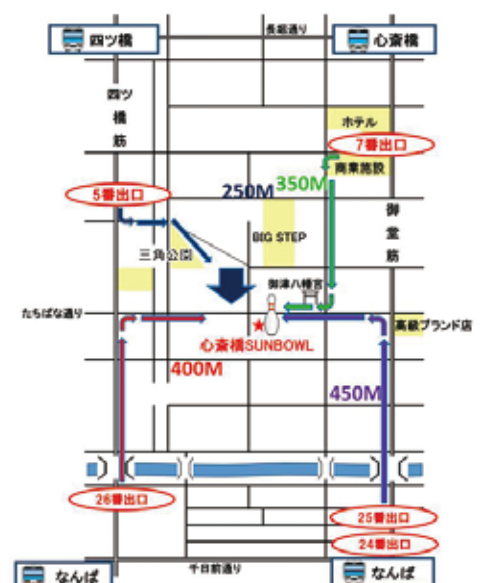 四ツ橋
長堀通り
心斎橋
四ツ橋筋
ホテル
7番出口
商業施設
5番出口
250M
350M
御堂筋
BIG STEP
三角公園
御津八幡宮
たちばな通り
高級ブランド店
心斎橋SUNBOWL
400M
450M
26番出口
25番出口
24番出口
千日前通り
なんば
なんば